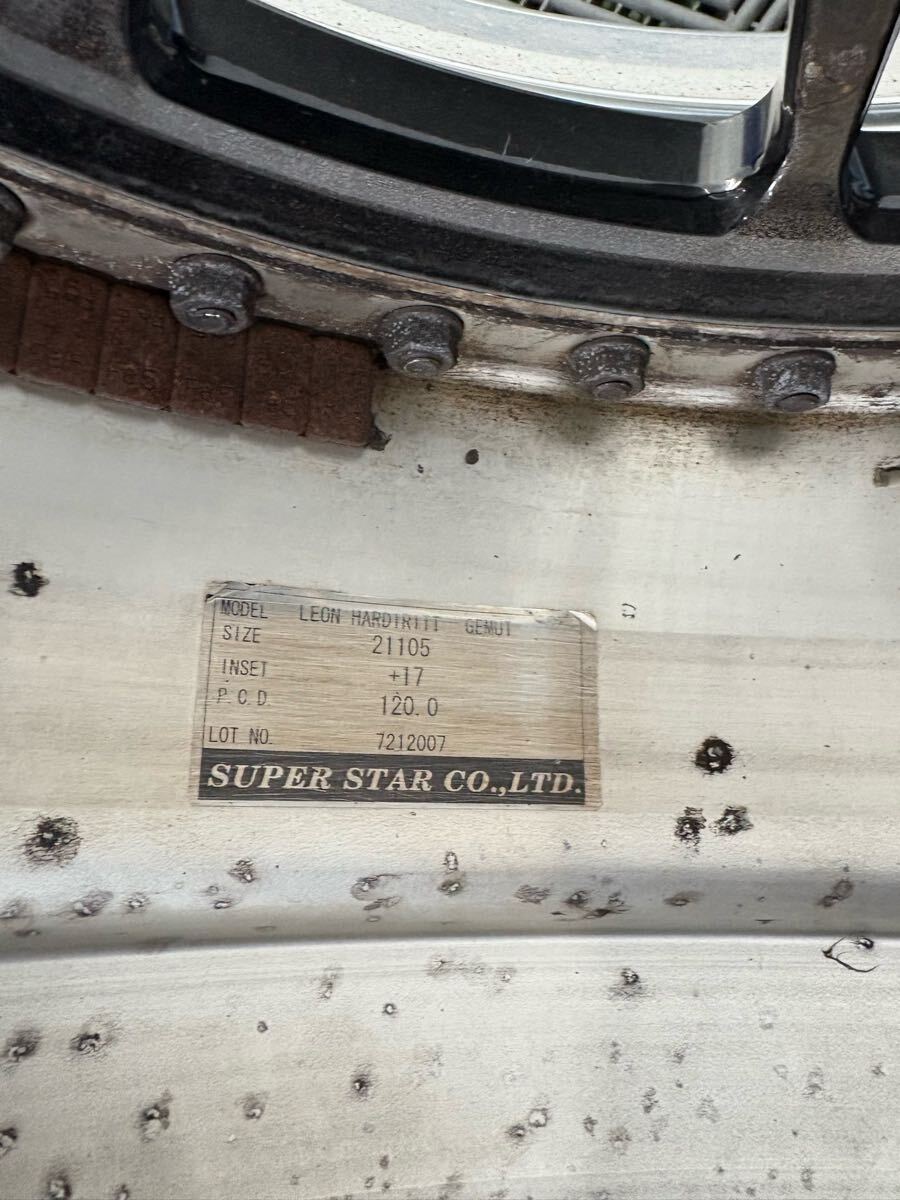 MODEL LEON HARDIRITT GEMUT
SIZE 21105
INSET +17
P.C.D. 120.0
LOT NO. 7212007
SUPER STAR CO.,LTD.